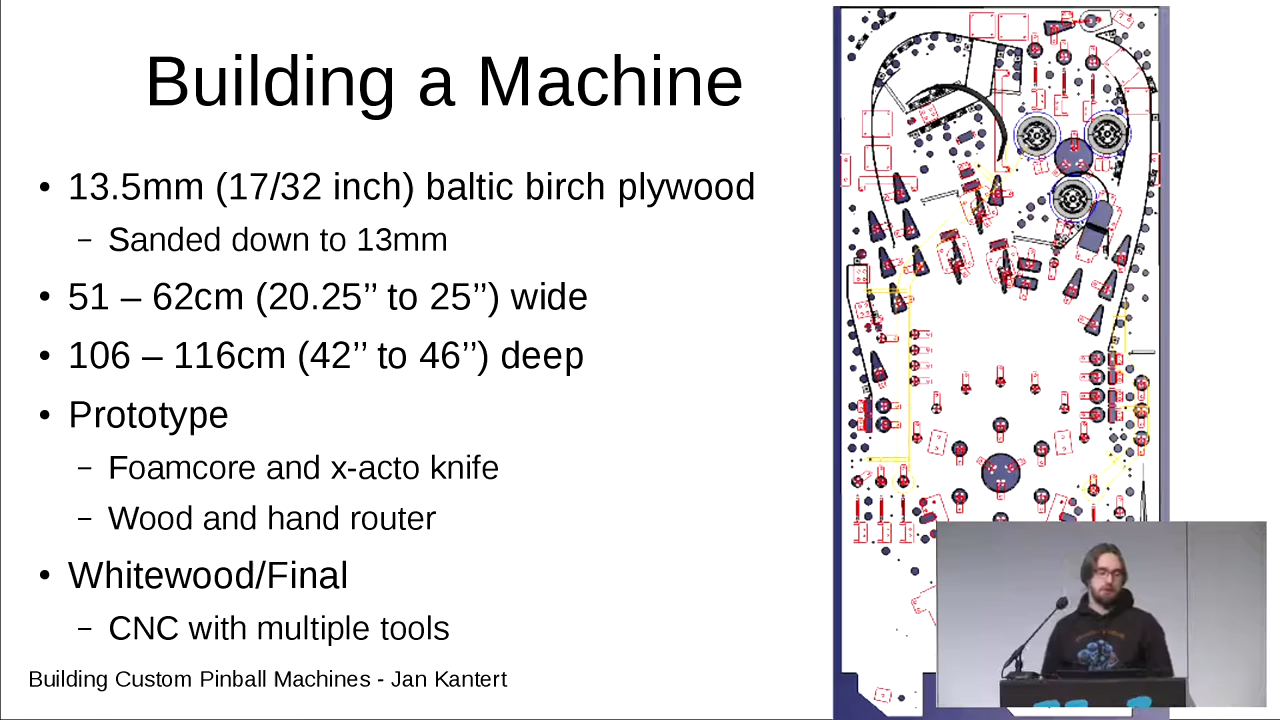 Building a Machine
• 13.5mm (17/32 inch) baltic birch plywood
– Sanded down to 13mm
• 51 – 62cm (20.25’’ to 25’’) wide
• 106 – 116cm (42’’ to 46’’) deep
• Prototype
– Foamcore and x-acto knife
– Wood and hand router
• Whitewood/Final
– CNC with multiple tools
Building Custom Pinball Machines - Jan Kantert